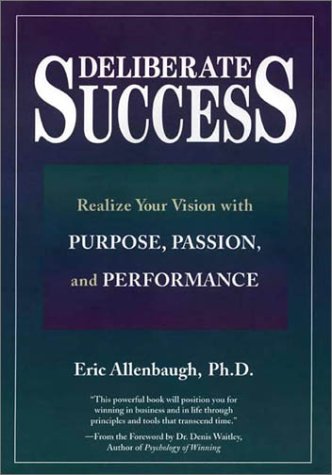 DELIBERATE
SUCCESS
Realize Your Vision with
PURPOSE, PASSION,
and PERFORMANCE
Eric Allenbaugh, Ph.D.
"This powerful book will position you for
winning in business and in life through
principles and tools that transcend time."
—From the Foreword by Dr. Denis Waitley,
Author of Psychology of Winning